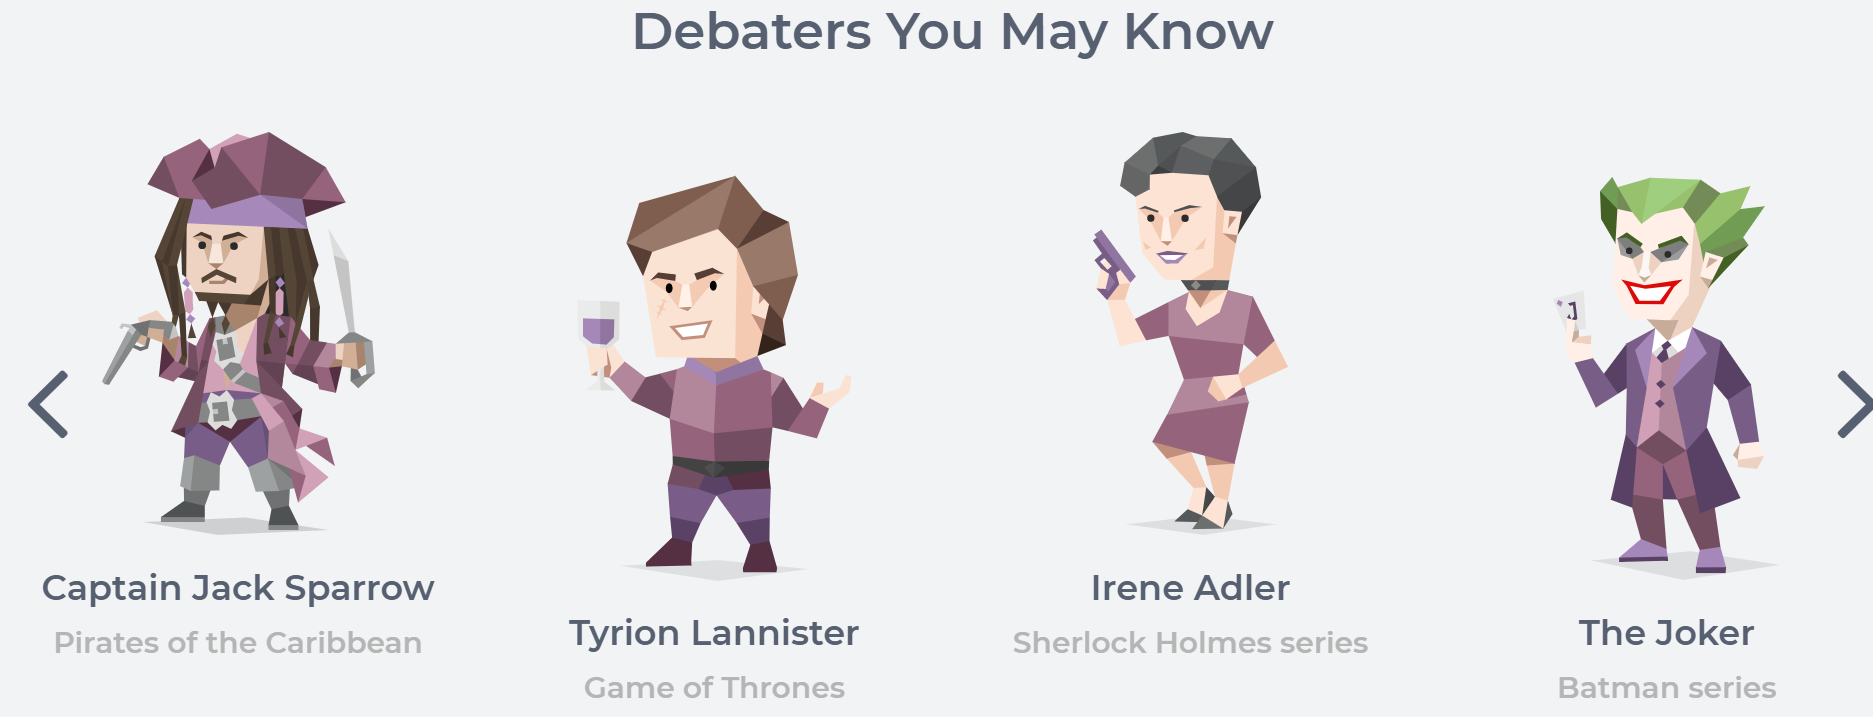 Debaters You May Know
Captain Jack Sparrow
Pirates of the Caribbean
Tyrion Lannister
Game of Thrones
Irene Adler
Sherlock Holmes series
The Joker
Batman series
J